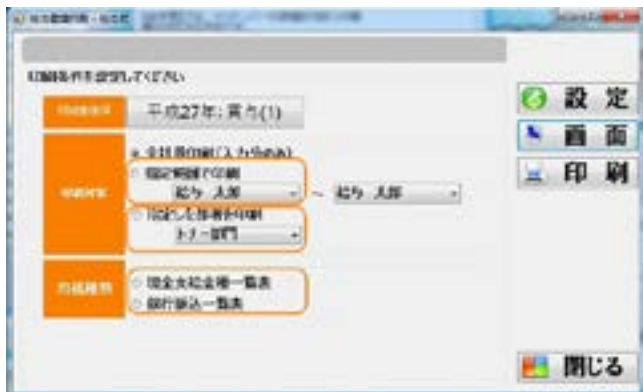 印刷条件を設定してください
平成27年:賞与(1)
全社員印刷(入力分のみ)
指定範囲で印刷
給与 太郎 ~ 給与 太郎
指定した部署を印刷
トナー部門
現金支給金種一覧表
銀行振込一覧表
設 定
画 面
印 刷
閉じる